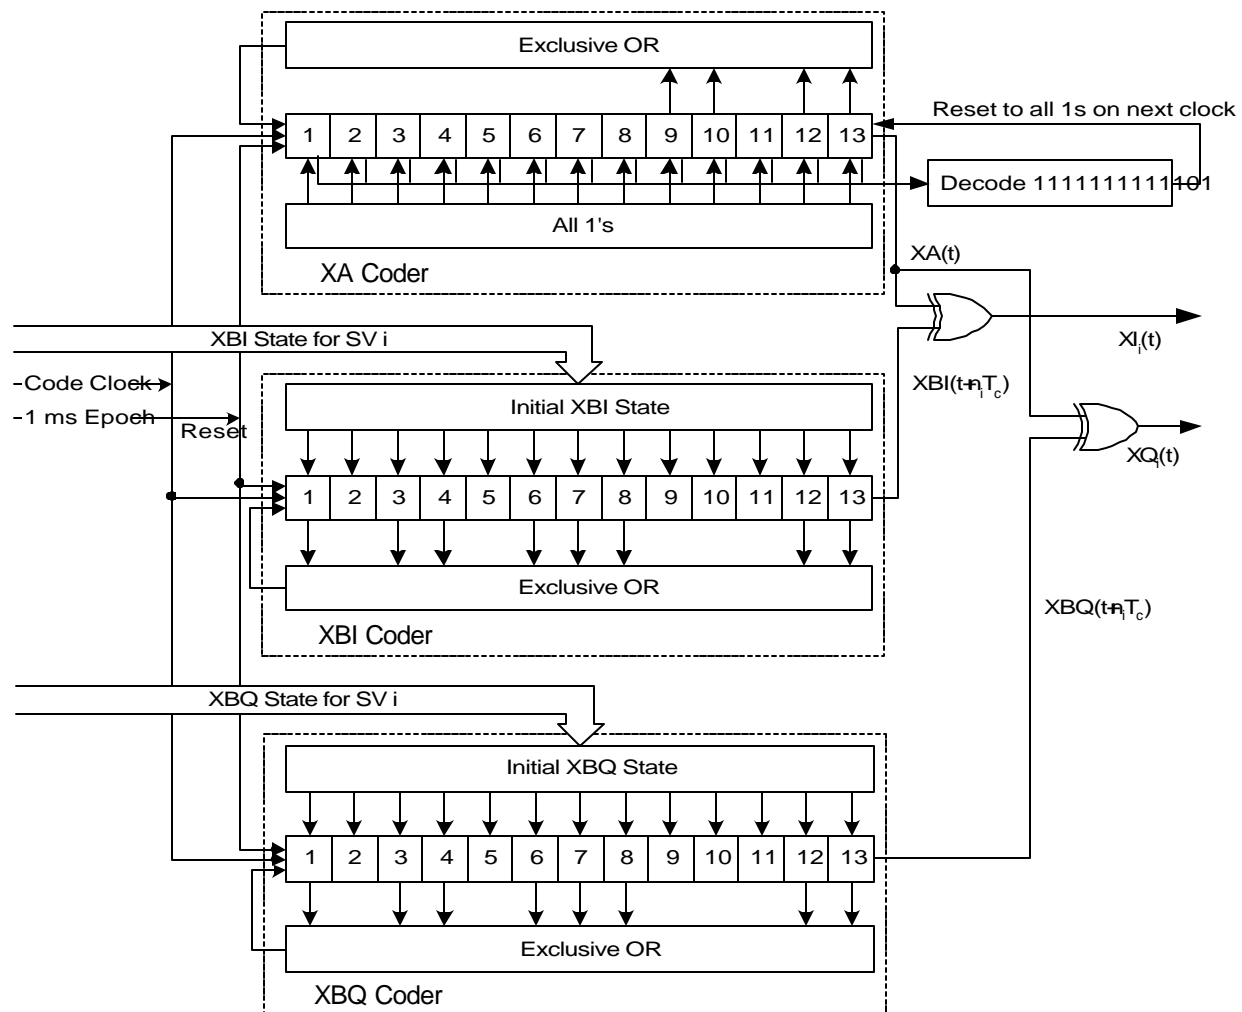 Exclusive OR
Reset to all 1s on next clock
1 2 3 4 5 6 7 8 9 10 11 12 13
Decode 1111111111101
All 1's
XA(t)
XA Coder
XBI State for SV i
XIi(t)
Code Clock
XBI(t+niTc)
1 ms Epoch
Reset
Initial XBI State
XQi(t)
1 2 3 4 5 6 7 8 9 10 11 12 13
Exclusive OR
XBQ(t+niTc)
XBI Coder
XBQ State for SV i
Initial XBQ State
1 2 3 4 5 6 7 8 9 10 11 12 13
Exclusive OR
XBQ Coder